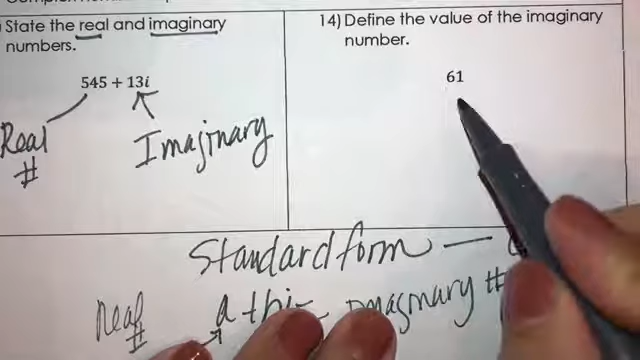 State the real and imaginary
numbers.
545 + 13i
Real
#
Imaginary
14) Define the value of the imaginary
number.
61
Standard form —
Real
#
a + bi
imaginary #